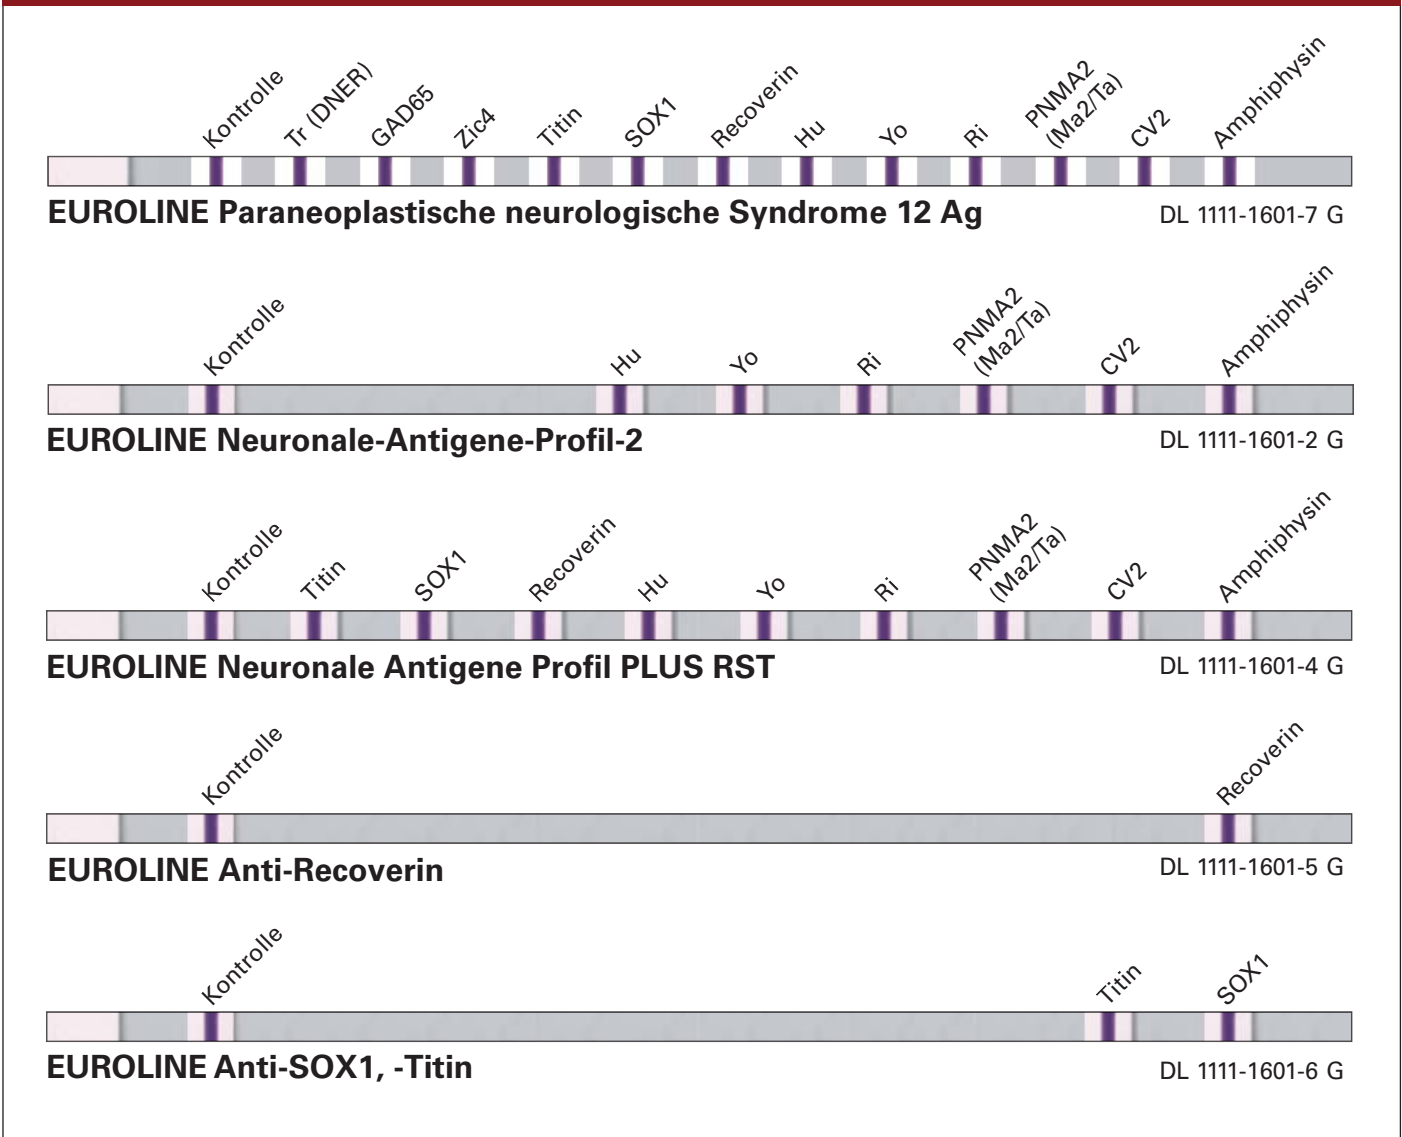 Kontrolle
Tr (DNER)
GAD65
Zic4
Titin
SOX1
Recoverin
Hu
Yo
Ri
PNMA2
(Ma2/Ta)
CV2
Amphiphysin
EUROLINE Paraneoplastische neurologische Syndrome 12 Ag
DL 1111-1601-7 G
Kontrolle
Hu
Yo
Ri
PNMA2
(Ma2/Ta)
CV2
Amphiphysin
EUROLINE Neuronale-Antigene-Profil-2
DL 1111-1601-2 G
Kontrolle
Titin
SOX1
Recoverin
Hu
Yo
Ri
PNMA2
(Ma2/Ta)
CV2
Amphiphysin
EUROLINE Neuronale Antigene Profil PLUS RST
DL 1111-1601-4 G
Kontrolle
Recoverin
EUROLINE Anti-Recoverin
DL 1111-1601-5 G
Kontrolle
Titin
SOX1
EUROLINE Anti-SOX1, -Titin
DL 1111-1601-6 G